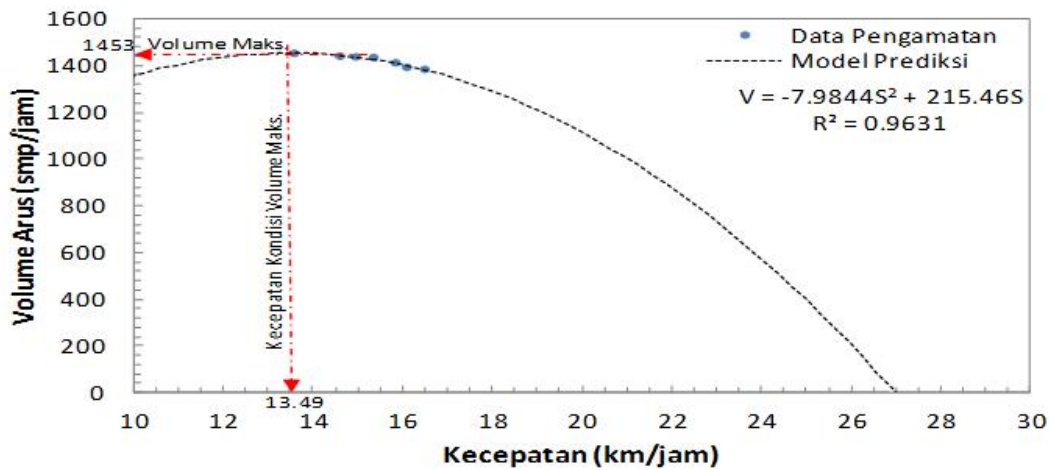 1600
1453 Volume Maks.
1400
1200
1000
800
600
400
200
0
Volume Arus (smp/jam)
Kecepatan Kondisi Volume Maks.
Data Pengamatan
Model Prediksi
V = -7.9844S² + 215.46S
R² = 0.9631
13.49
10 12 14 16 18 20 22 24 26 28 30
Kecepatan (km/jam)